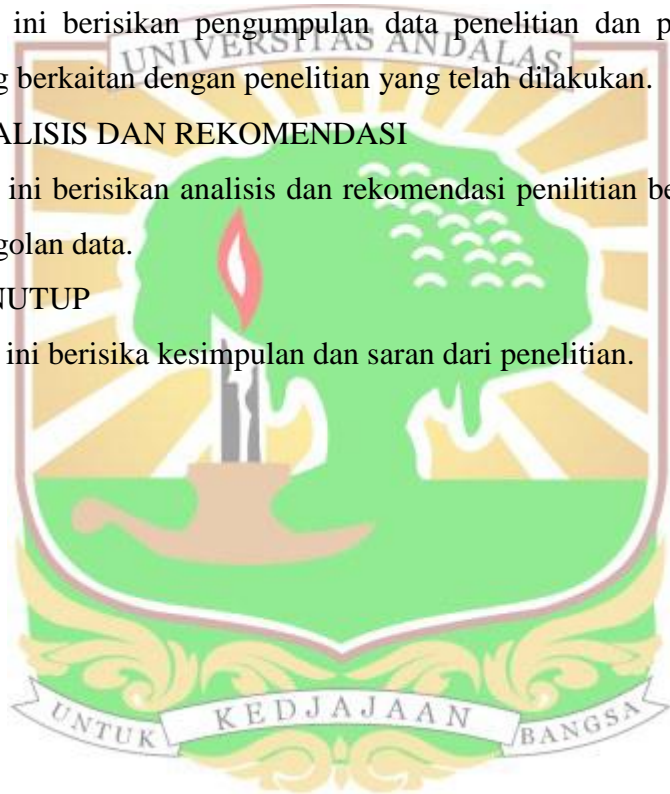 ini berisikan pengumpulan data penelitian dan p
UNIVERSITAS ANDALAS
g berkaitan dengan penelitian yang telah dilakukan.
ALISIS DAN REKOMENDASI
ini berisikan analisis dan rekomendasi penilitian be
golan data.
NUTUP
ini berisika kesimpulan dan saran dari penelitian.
UNTUK KEDJAJAAN BANGSA